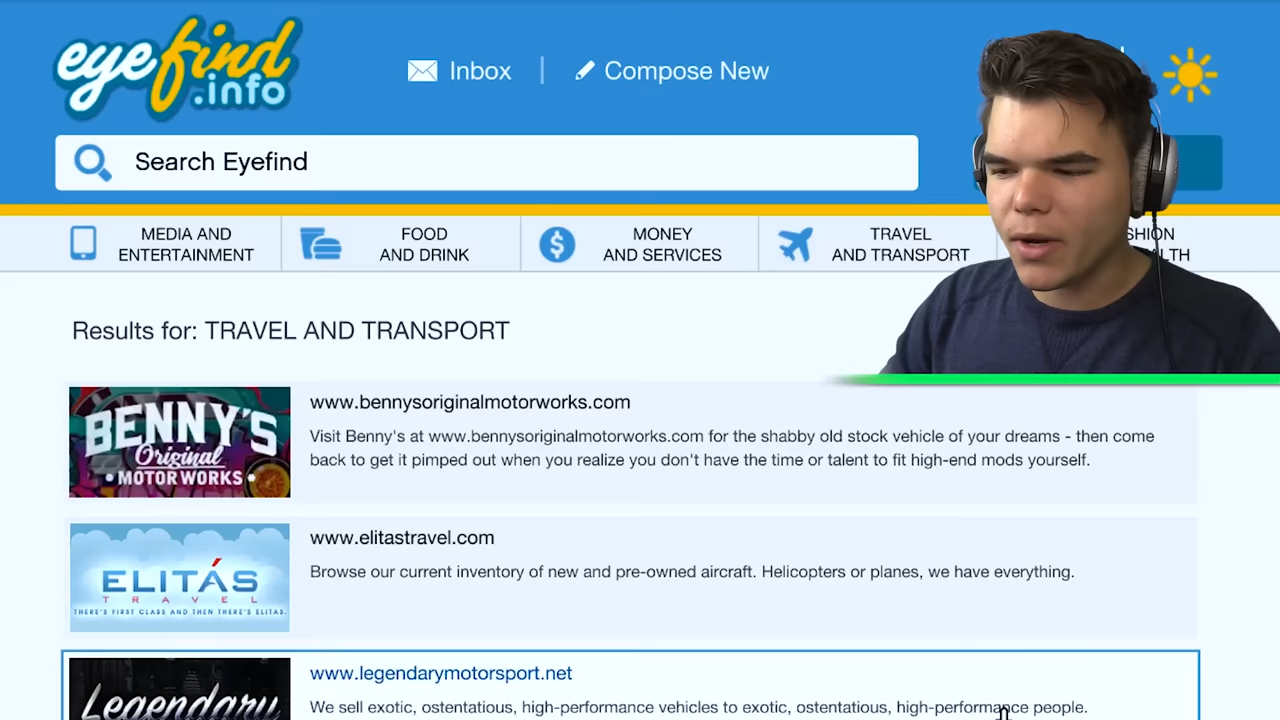 eyefind
.info
Inbox
Compose New
Search Eyefind
MEDIA AND
ENTERTAINMENT
FOOD
AND DRINK
MONEY
AND SERVICES
TRAVEL
AND TRANSPORT
Results for: TRAVEL AND TRANSPORT
BENNY'S
Original
MOTOR WORKS
www.bennysoriginalmotorworks.com
Visit Benny's at www.bennysoriginalmotorworks.com for the shabby old stock vehicle of your dreams - then come
back to get it pimped out when you realize you don't have the time or talent to fit high-end mods yourself.
ELITÁS
TRAVEL
THERE'S FIRST CLASS AND THEN THERE'S ELITAS.
www.elitastravel.com
Browse our current inventory of new and pre-owned aircraft. Helicopters or planes, we have everything.
Legendary
www.legendarymotorsport.net
We sell exotic, ostentatious, high-performance vehicles to exotic, ostentatious, high-performance people.